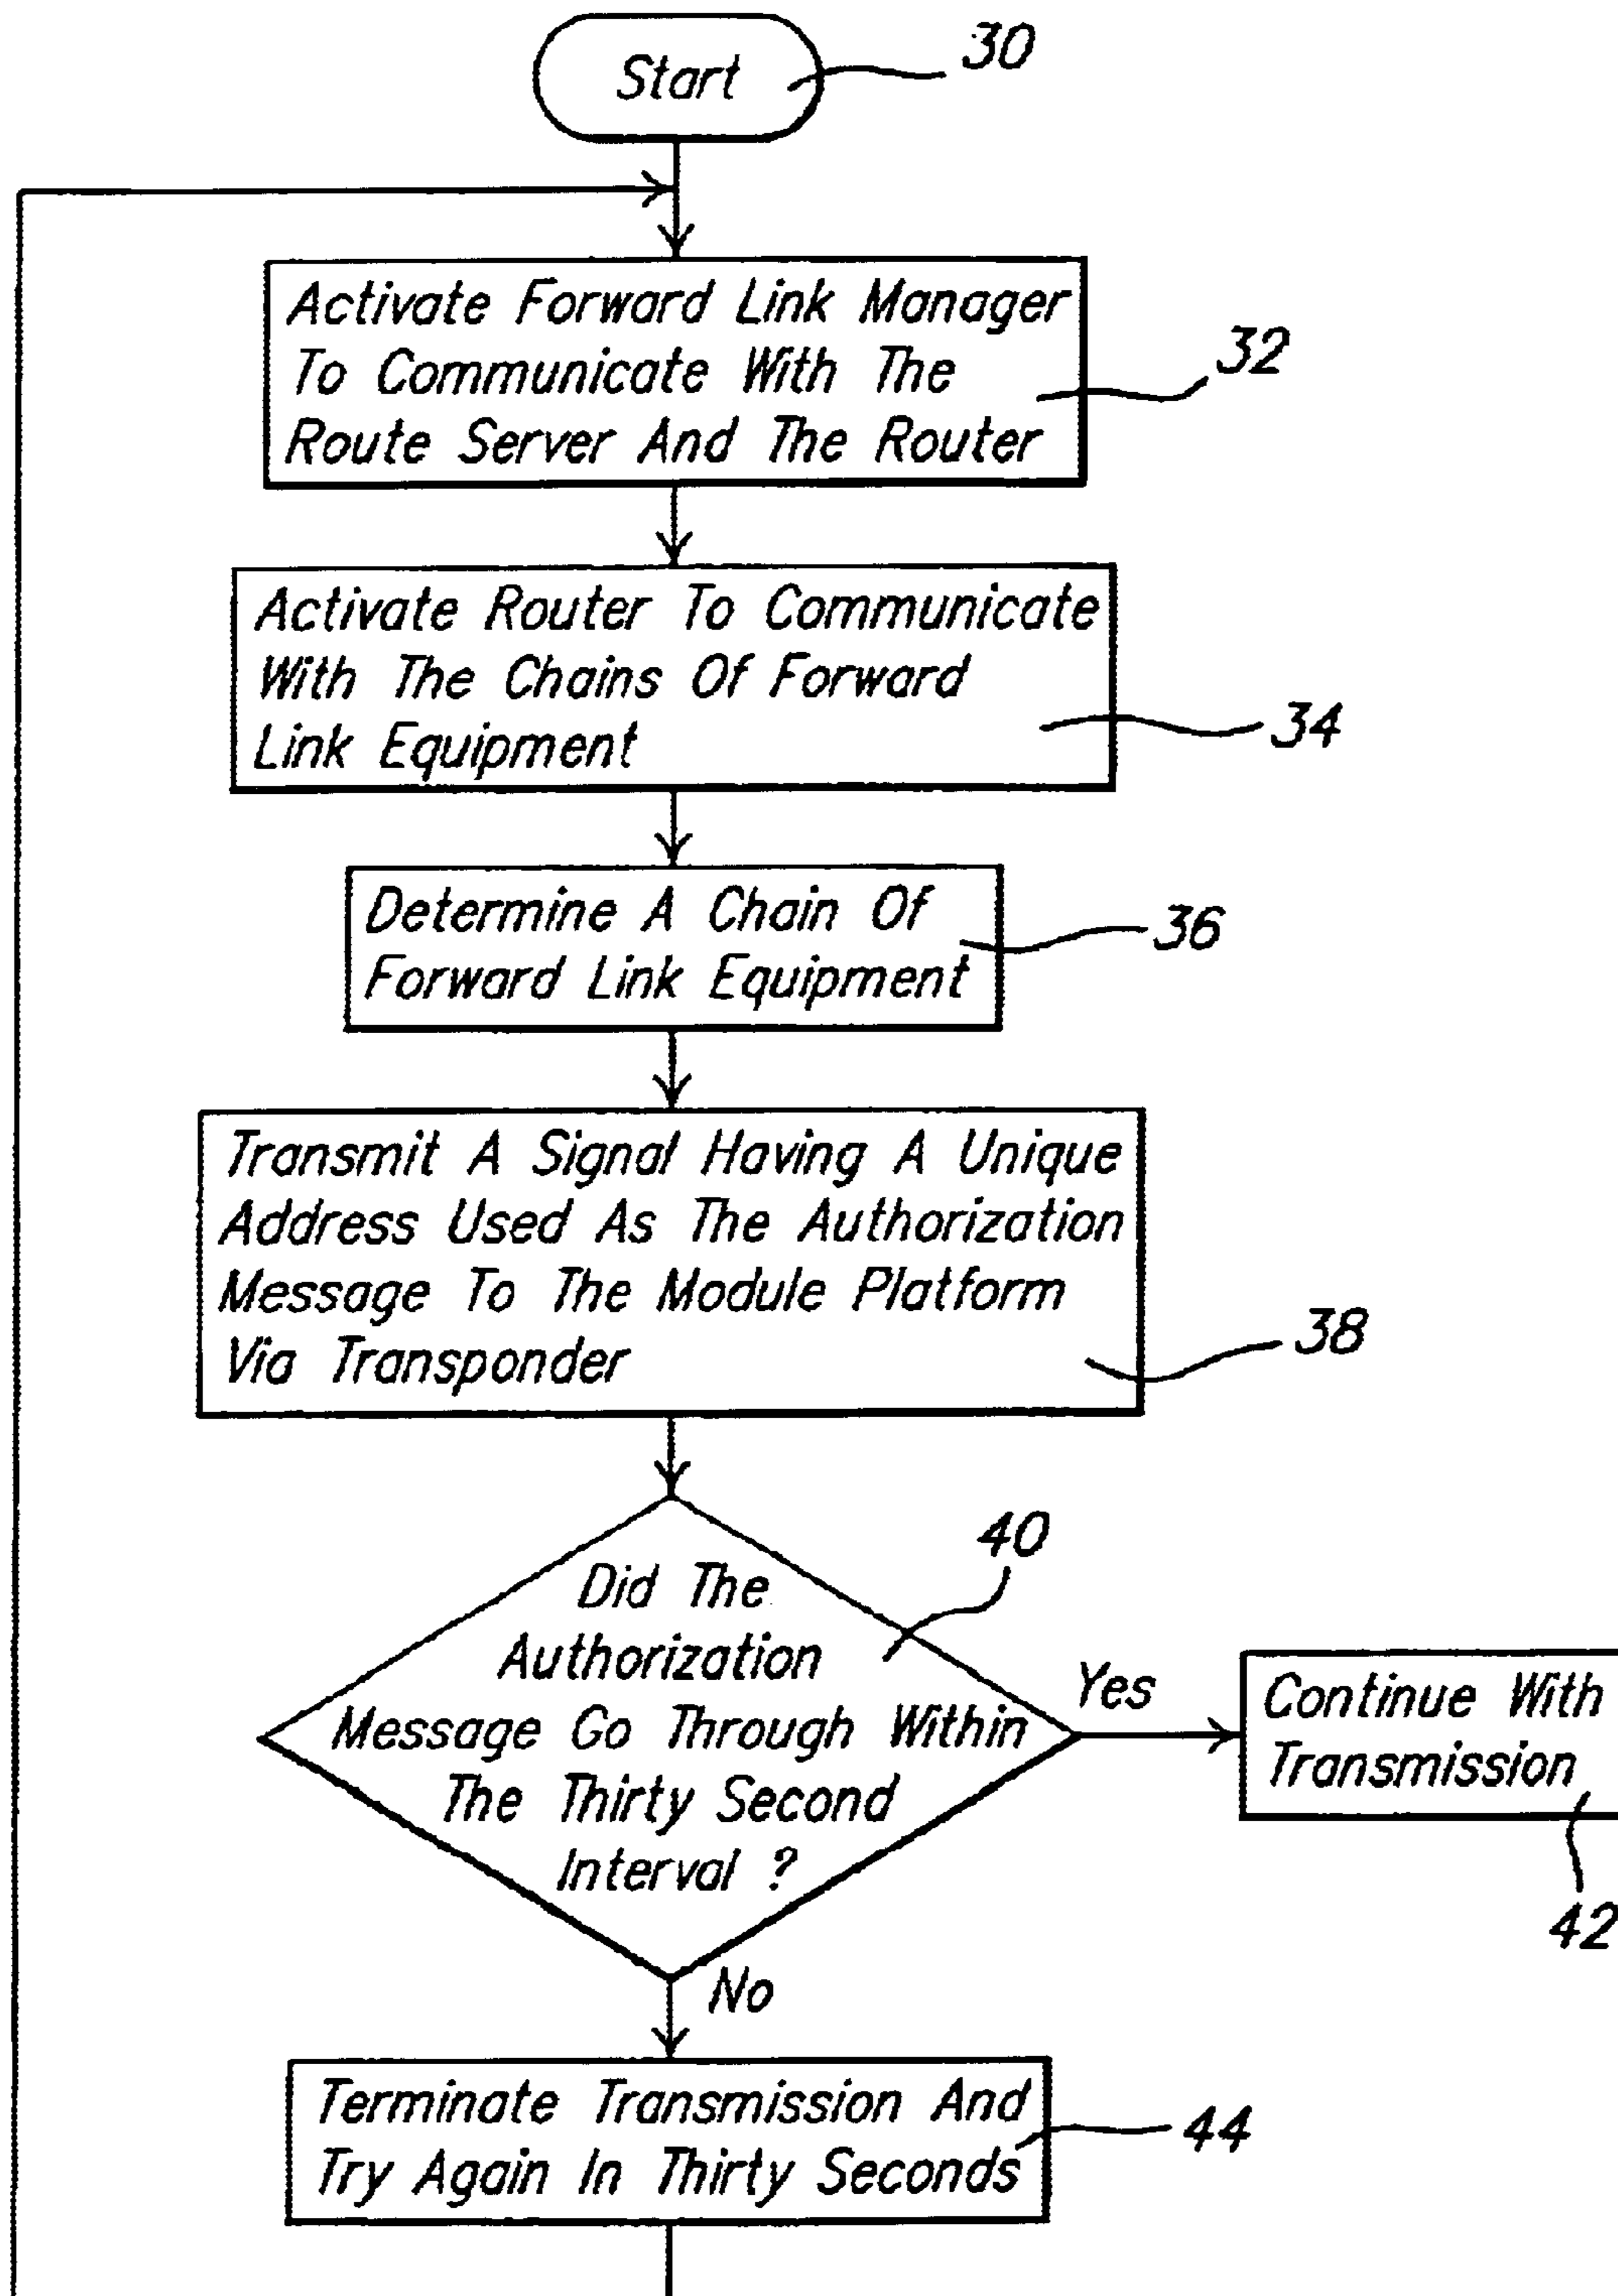 Start
30
Activate Forward Link Manager
To Communicate With The
Route Server And The Router
32
Activate Router To Communicate
With The Chains Of Forward
Link Equipment
34
Determine A Chain Of
Forward Link Equipment
36
Transmit A Signal Having A Unique
Address Used As The Authorization
Message To The Module Platform
Via Transponder
38
Did The
Authorization
Message Go Through Within
The Thirty Second
Interval ?
40
Yes
Continue With
Transmission
42
No
Terminate Transmission And
Try Again In Thirty Seconds
44